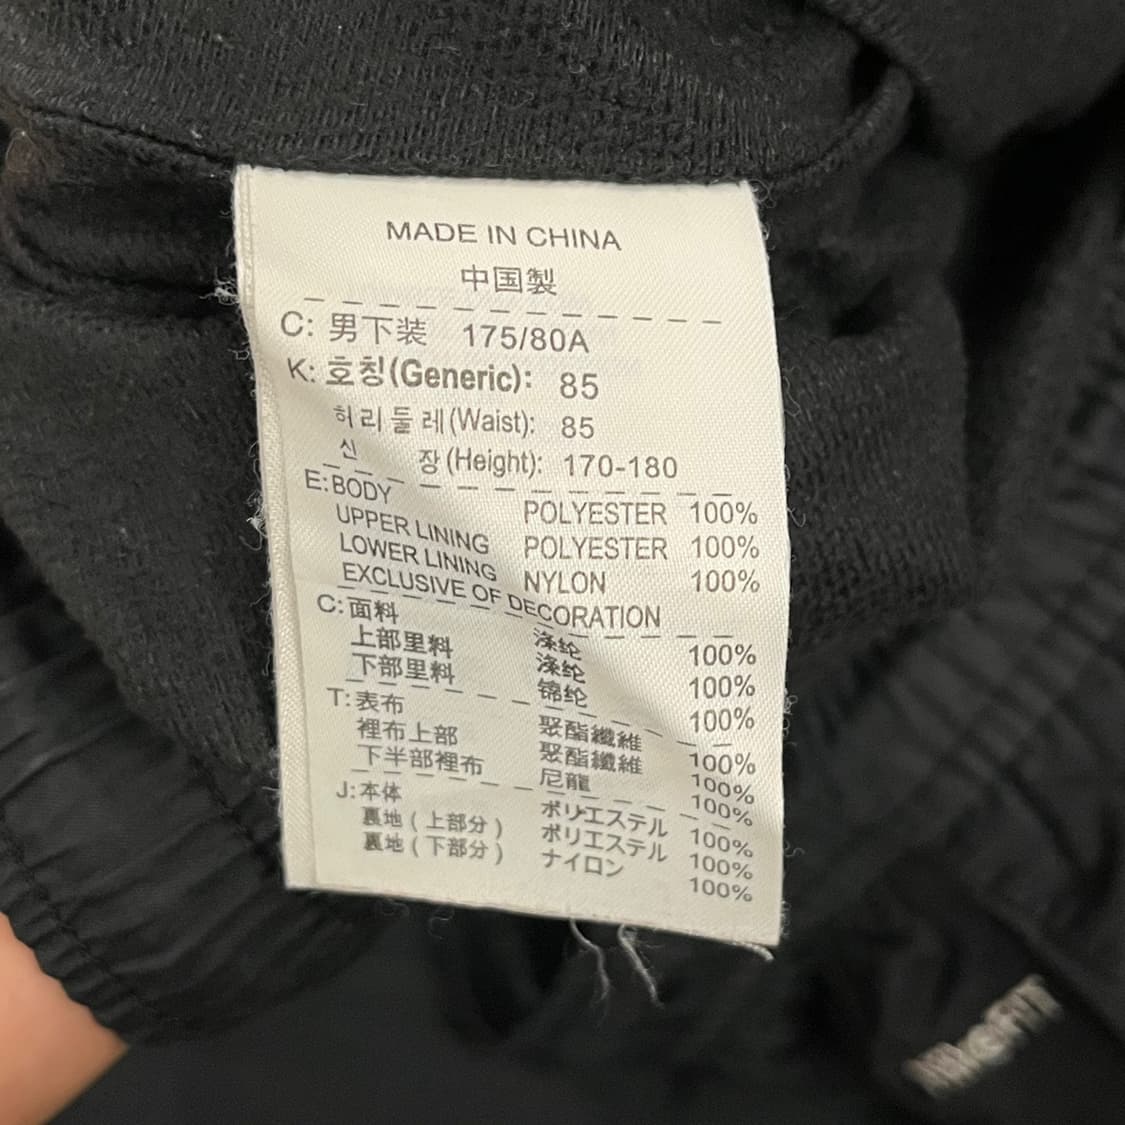 MADE IN CHINA
中国製
C: 男下装 175/80A
K: 호칭(Generic): 85
허리둘레(Waist): 85
신 장(Height): 170-180
E:BODY POLYESTER 100%
UPPER LINING POLYESTER 100%
LOWER LINING NYLON 100%
EXCLUSIVE OF DECORATION
C:面料 涤纶 100%
上部里料 涤纶 100%
下部里料 锦纶 100%
T:表布 聚酯纖維 100%
裡布上部 聚酯纖維 100%
下半部裡布 尼龍 100%
J:本体 ポリエステル 100%
裏地(上部分) ポリエステル 100%
裏地(下部分) ナイロン 100%